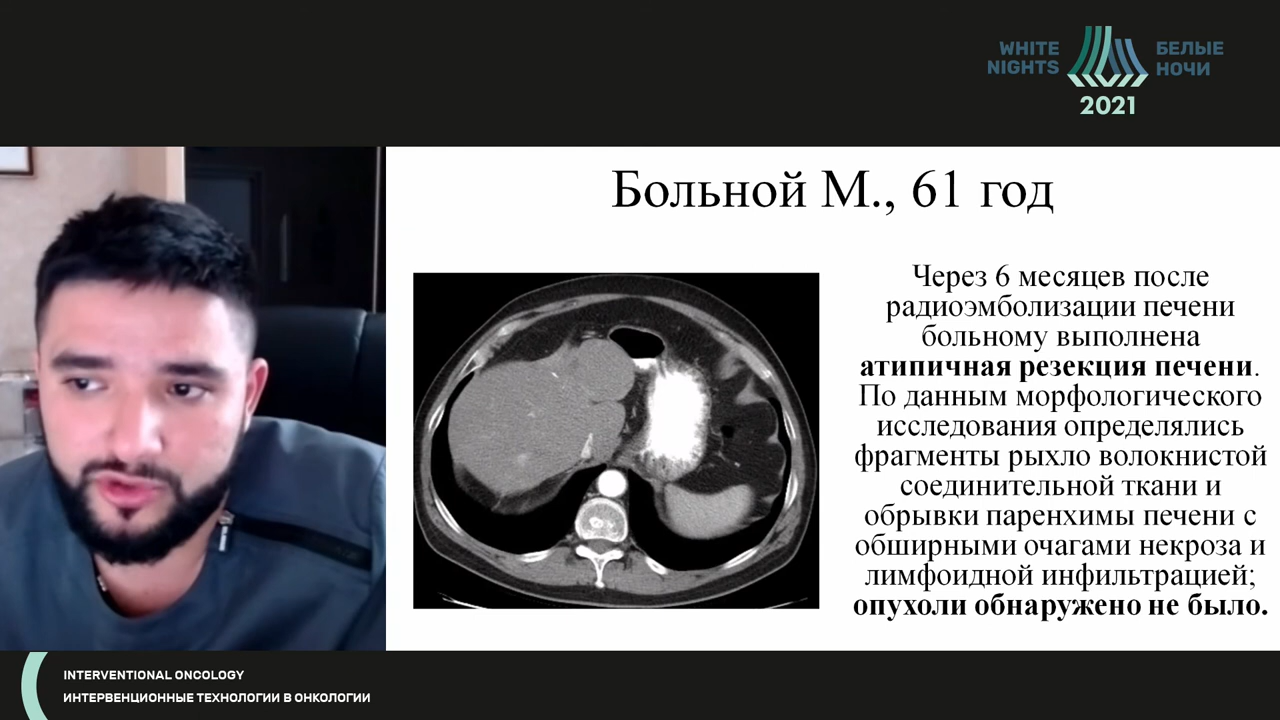 WHITE
NIGHTS
БЕЛЫЕ
НОЧИ
2021
Больной М., 61 год
Через 6 месяцев после
радиоэмболизации печени
больному выполнена
атипичная резекция печени.
По данным морфологического
исследования определялись
фрагменты рыхло волокнистой
соединительной ткани и
обрывки паренхимы печени с
обширными очагами некроза и
лимфоидной инфильтрацией;
опухоли обнаружено не было.
INTERVENTIONAL ONCOLOGY
ИНТЕРВЕНЦИОННЫЕ ТЕХНОЛОГИИ В ОНКОЛОГИИ